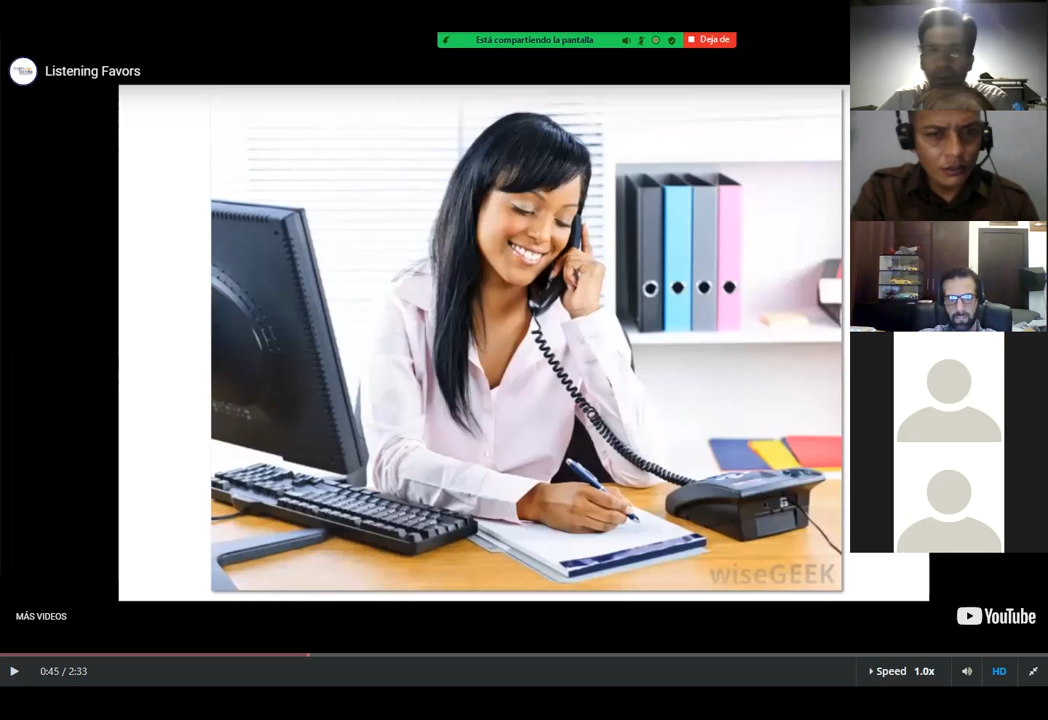 Está compartiendo la pantalla
Deja de
Listening Favors
wiseGEEK
MÁS VIDEOS
YouTube
0:45 / 2:33
Speed 1.0x
HD